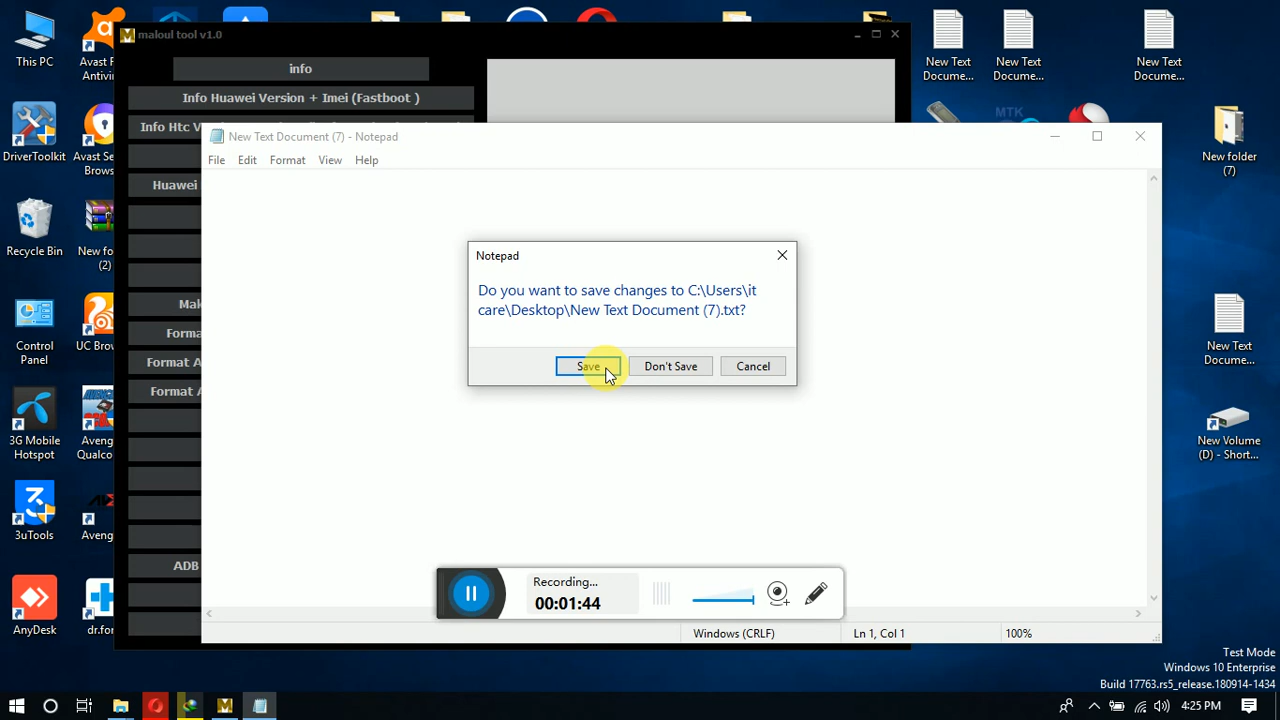 This PC
Avast
Antivi
maloul tool v1.0
info
Info Huawei Version + Imei (Fastboot )
Info Htc V
New Text
Docume...
New Text
Docume...
New Text
Docume...
MTK
DriverToolkit
Avast Se
Brows
New folder
(7)
New Text Document (7) - Notepad
File
Edit
Format
View
Help
Huawei
Recycle Bin
New fo
(2)
Notepad
Do you want to save changes to C:\Users\it
care\Desktop\New Text Document (7).txt?
Save
Don't Save
Cancel
Control
Panel
UC Brow
Mak
Forma
Format A
Format A
New Text
Docume...
3G Mobile
Hotspot
Aveng
Qualco
New Volume
(D) - Short...
3uTools
Aveng
ADB
AnyDesk
dr.for
Recording...
00:01:44
Windows (CRLF)
Ln 1, Col 1
100%
Test Mode
Windows 10 Enterprise
Build 17763.rs5_release.180914-1434
4:25 PM